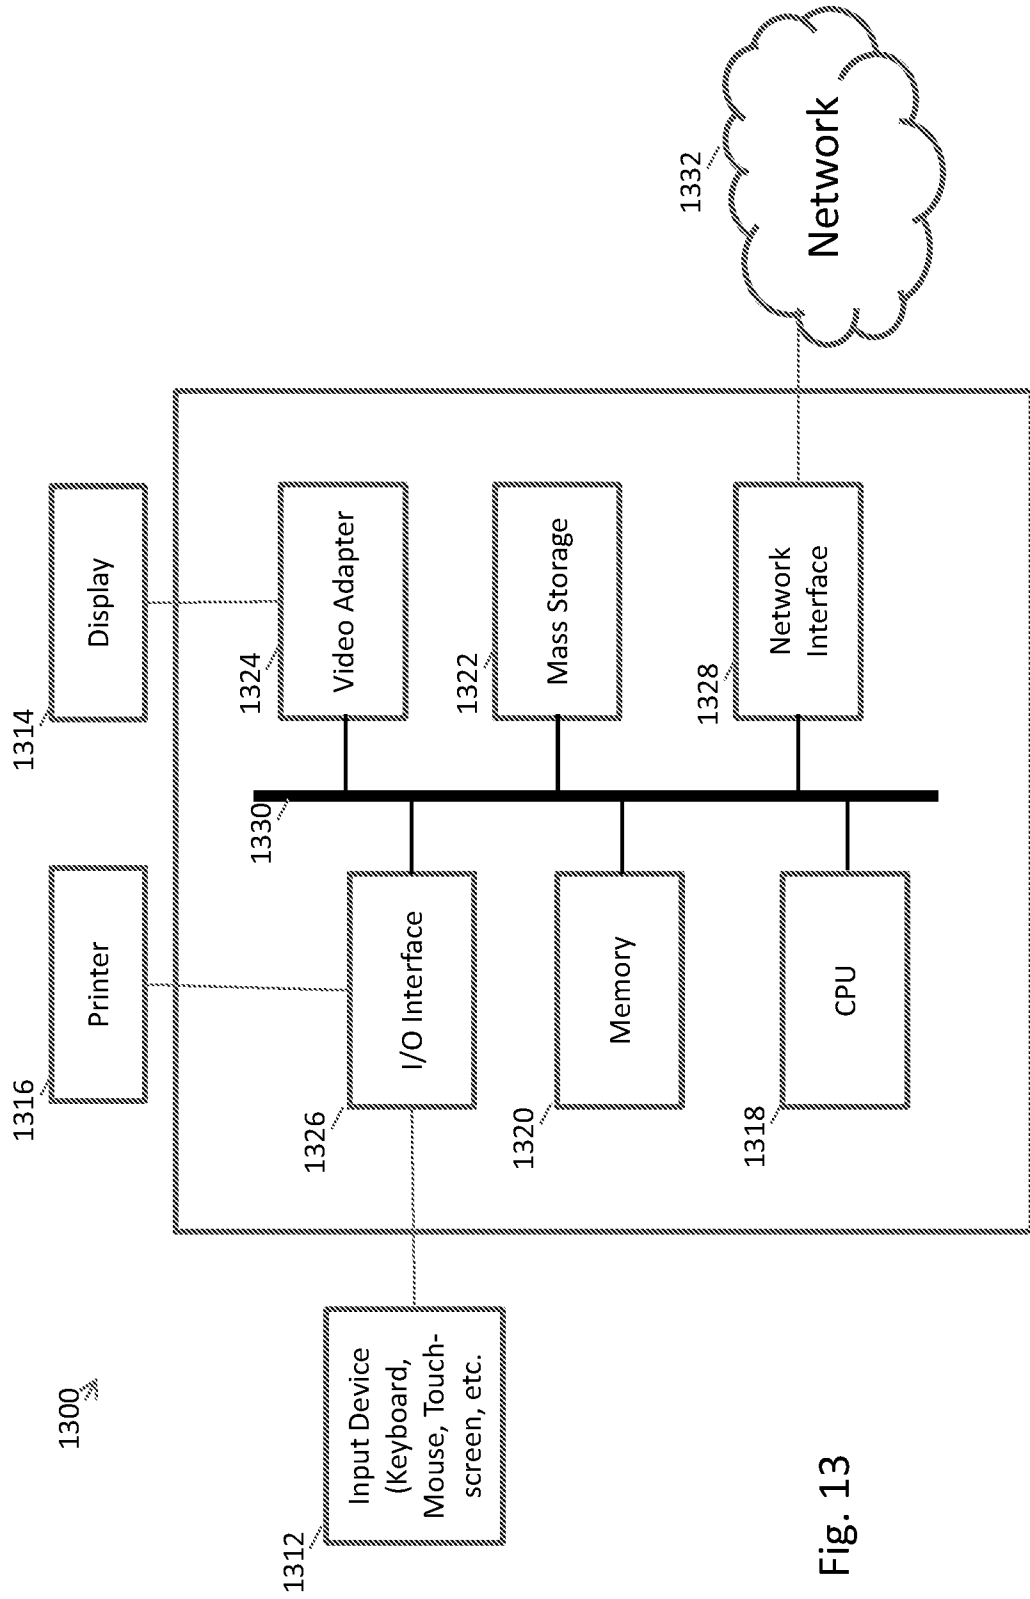 1300
1316
Printer
1314
Display
1312
Input Device
(Keyboard,
Mouse, Touch-
screen, etc.
1326
I/O Interface
1330
1324
Video Adapter
1320
Memory
1322
Mass Storage
1318
CPU
1328
Network
Interface
1332
Network
Fig. 13